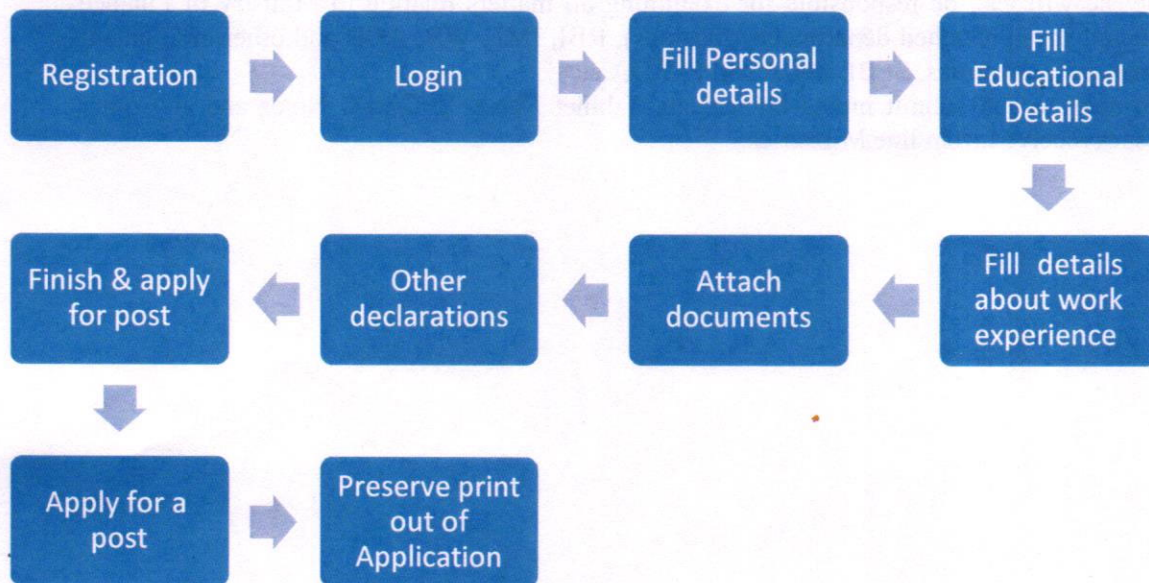 Registration
Login
Fill Personal
details
Fill
Educational
Details
Fill details
about work
experience
Attach
documents
Other
declarations
Finish & apply
for post
Apply for a
post
Preserve print
out of
Application